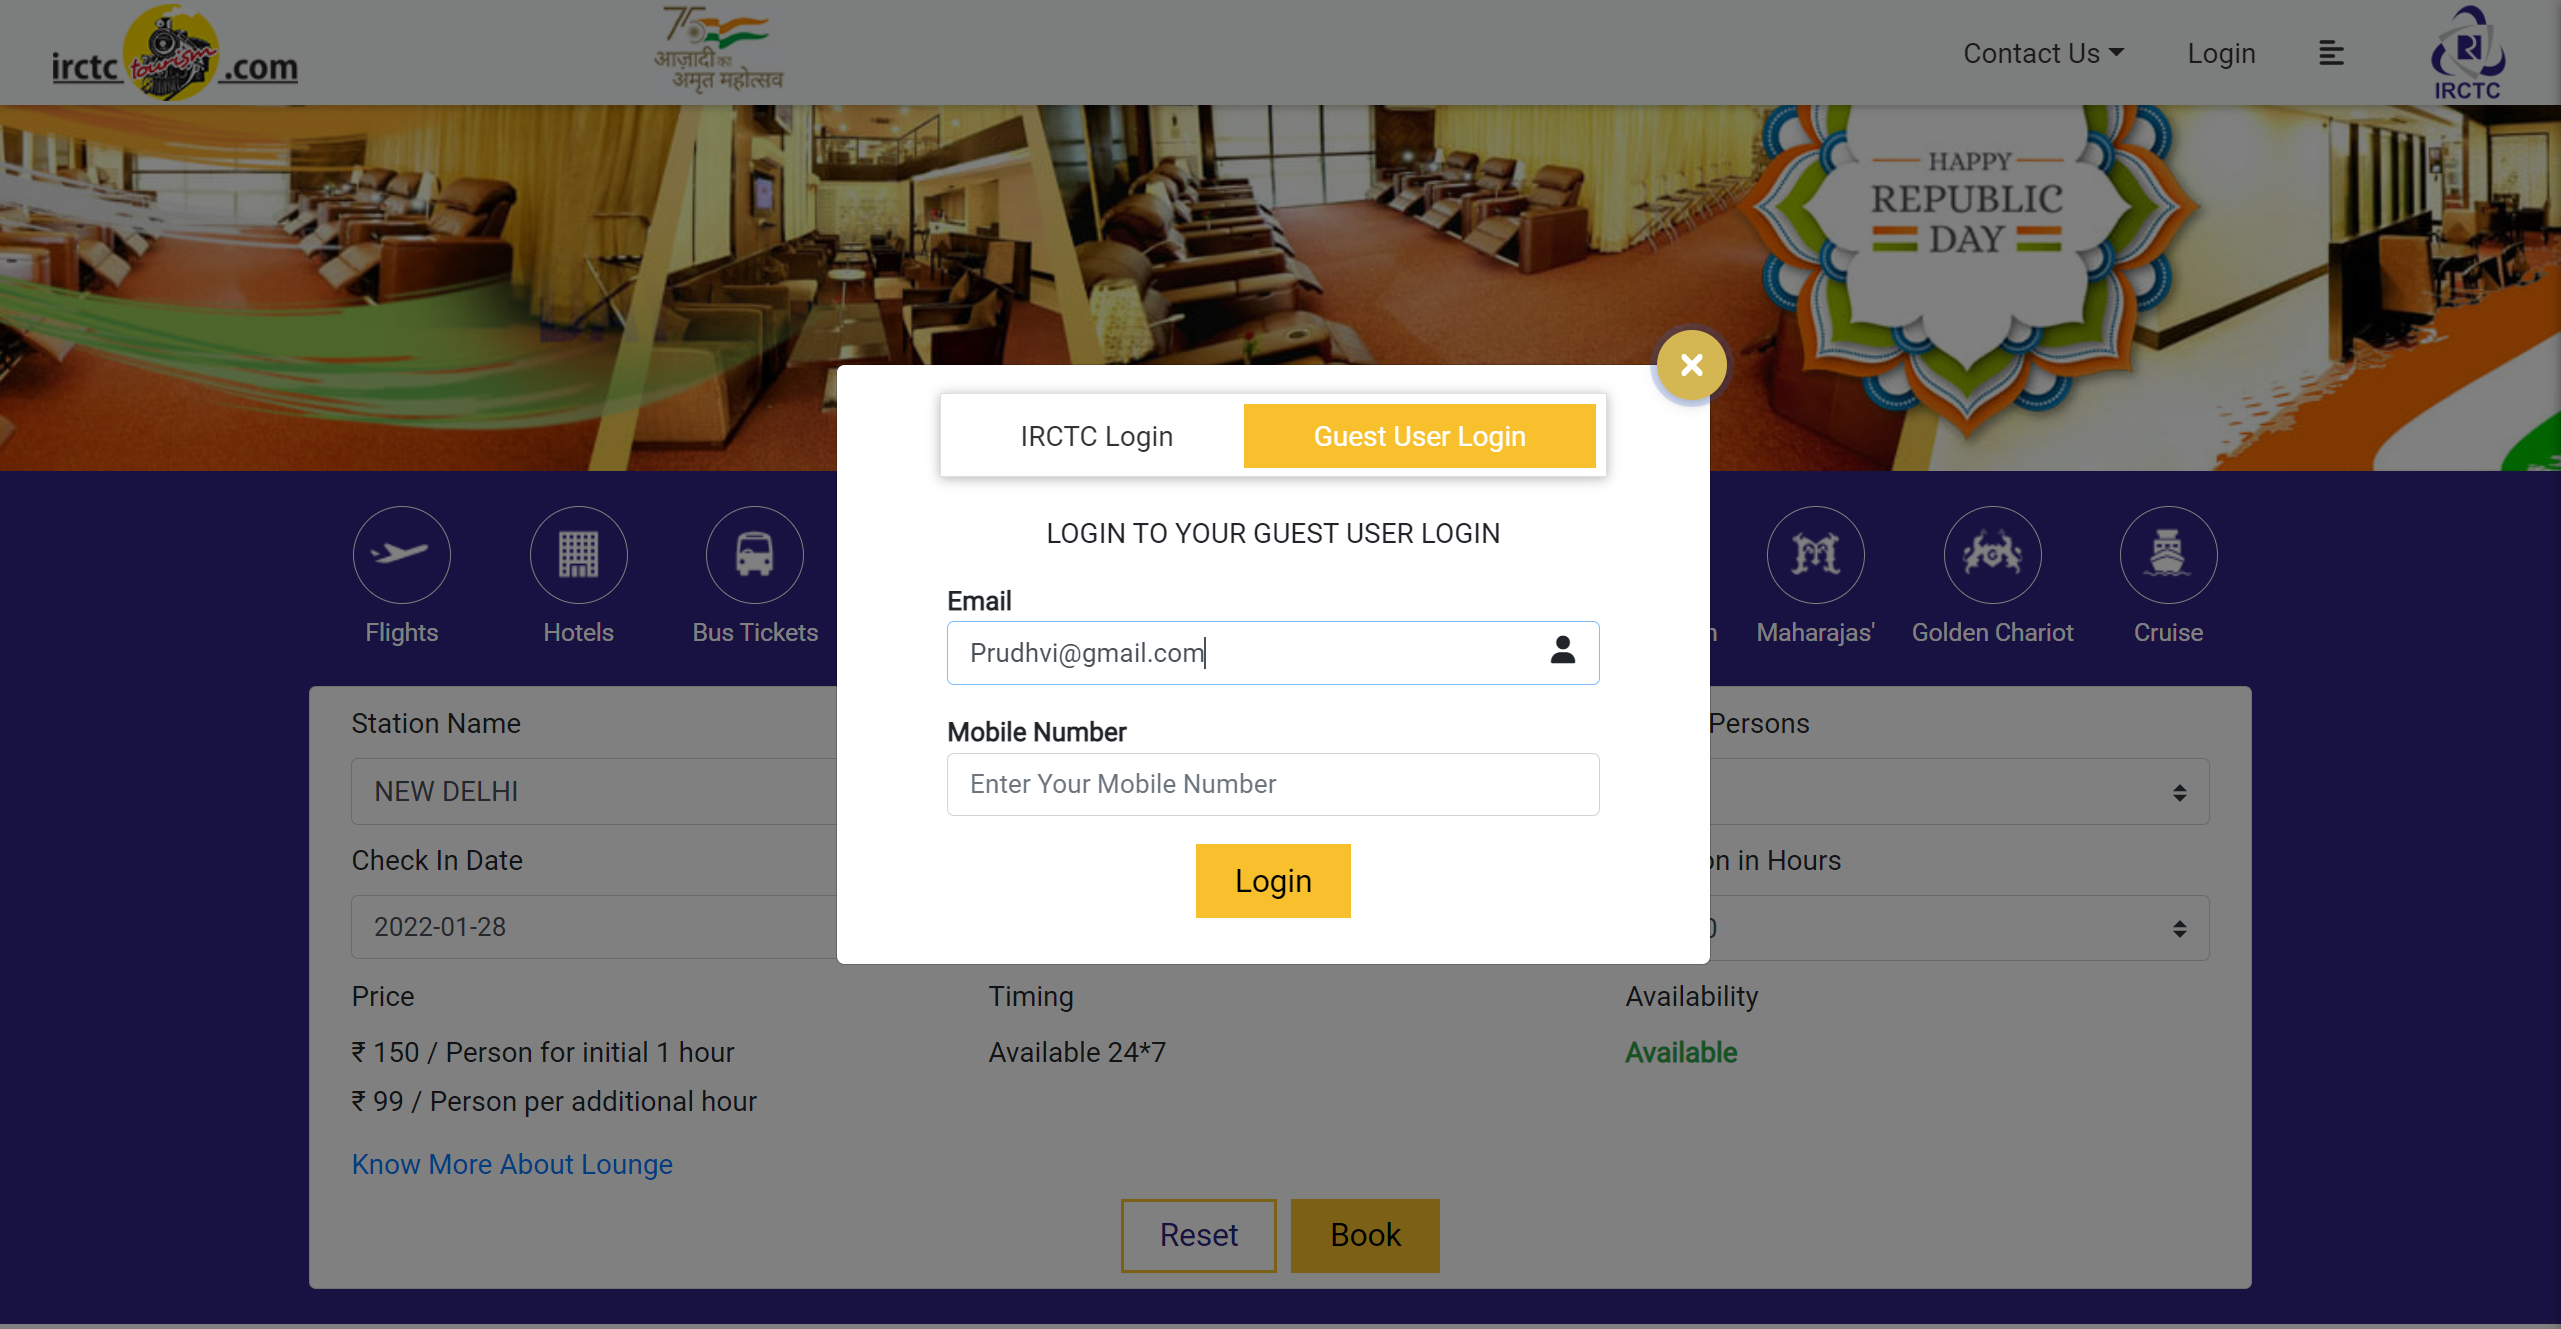 irctc tourism .com
75
आज़ादी का
अमृत महोत्सव
Contact Us
Login
IRCTC
HAPPY
REPUBLIC
DAY
IRCTC Login
Guest User Login
LOGIN TO YOUR GUEST USER LOGIN
Email
Prudhvi@gmail.com
Mobile Number
Enter Your Mobile Number
Login
Flights
Hotels
Bus Tickets
Maharajas'
Golden Chariot
Cruise
Station Name
Persons
NEW DELHI
Check In Date
on in Hours
2022-01-28
Price
Timing
Availability
₹ 150 / Person for initial 1 hour
Available 24*7
Available
₹ 99 / Person per additional hour
Know More About Lounge
Reset
Book